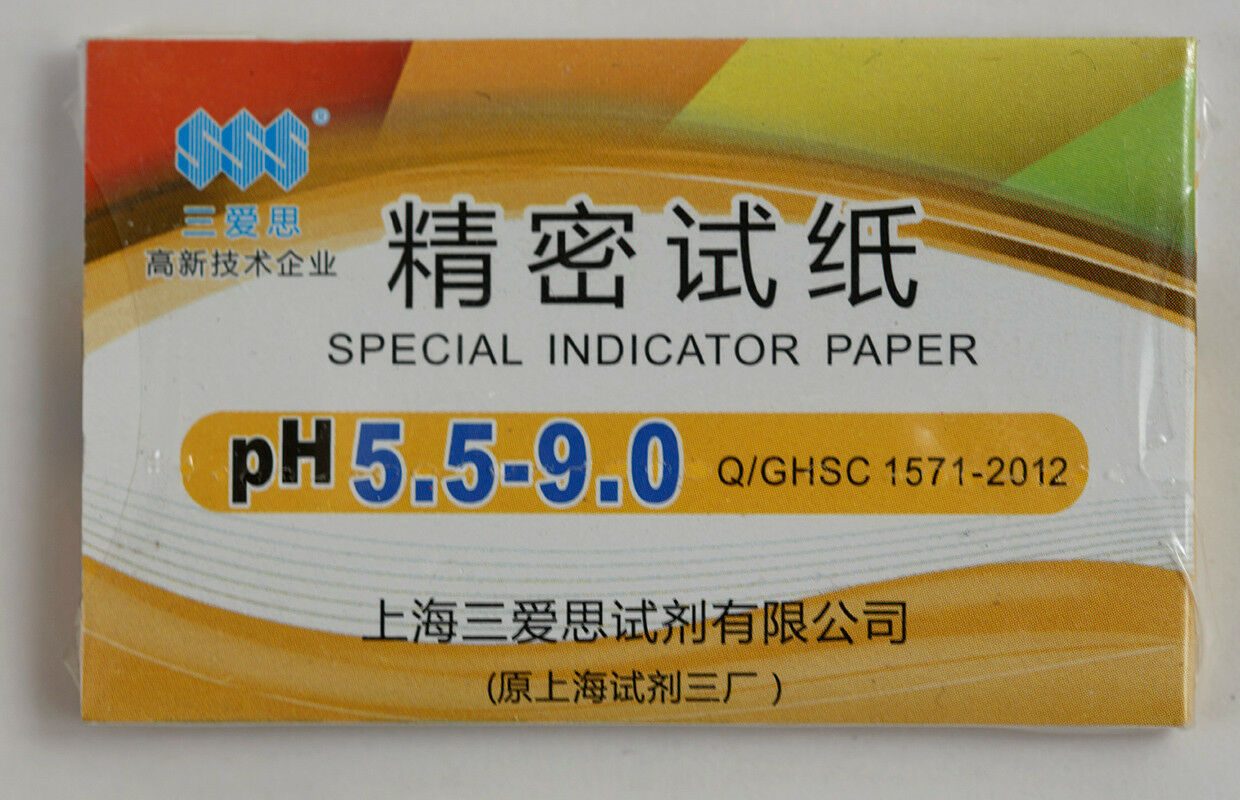 SSS®
三爱思
高新技术企业
精密试纸
SPECIAL INDICATOR PAPER
pH 5.5-9.0 Q/GHSC 1571-2012
上海三爱思试剂有限公司
(原上海试剂三厂)